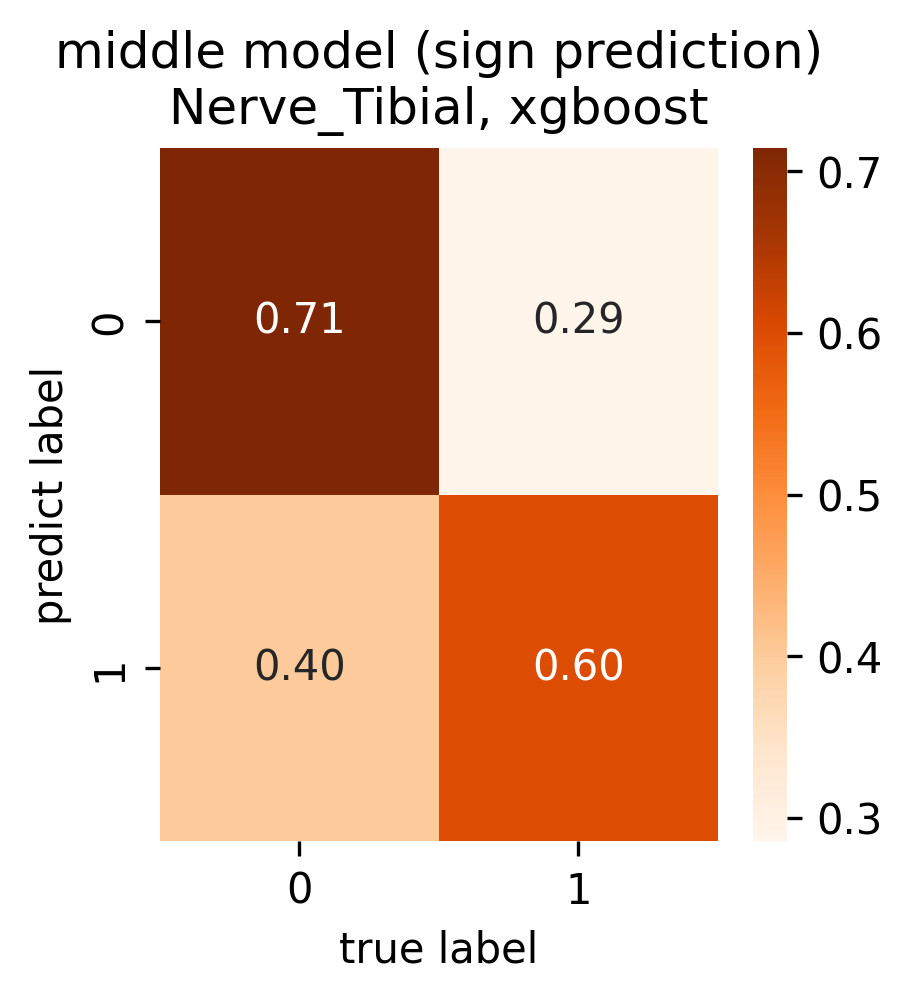 middle model (sign prediction)
Nerve_Tibial, xgboost
0.7
0.6
0.5
0.4
0.3
predict label
0
1
0.71 0.29
0.40 0.60
0 1
true label